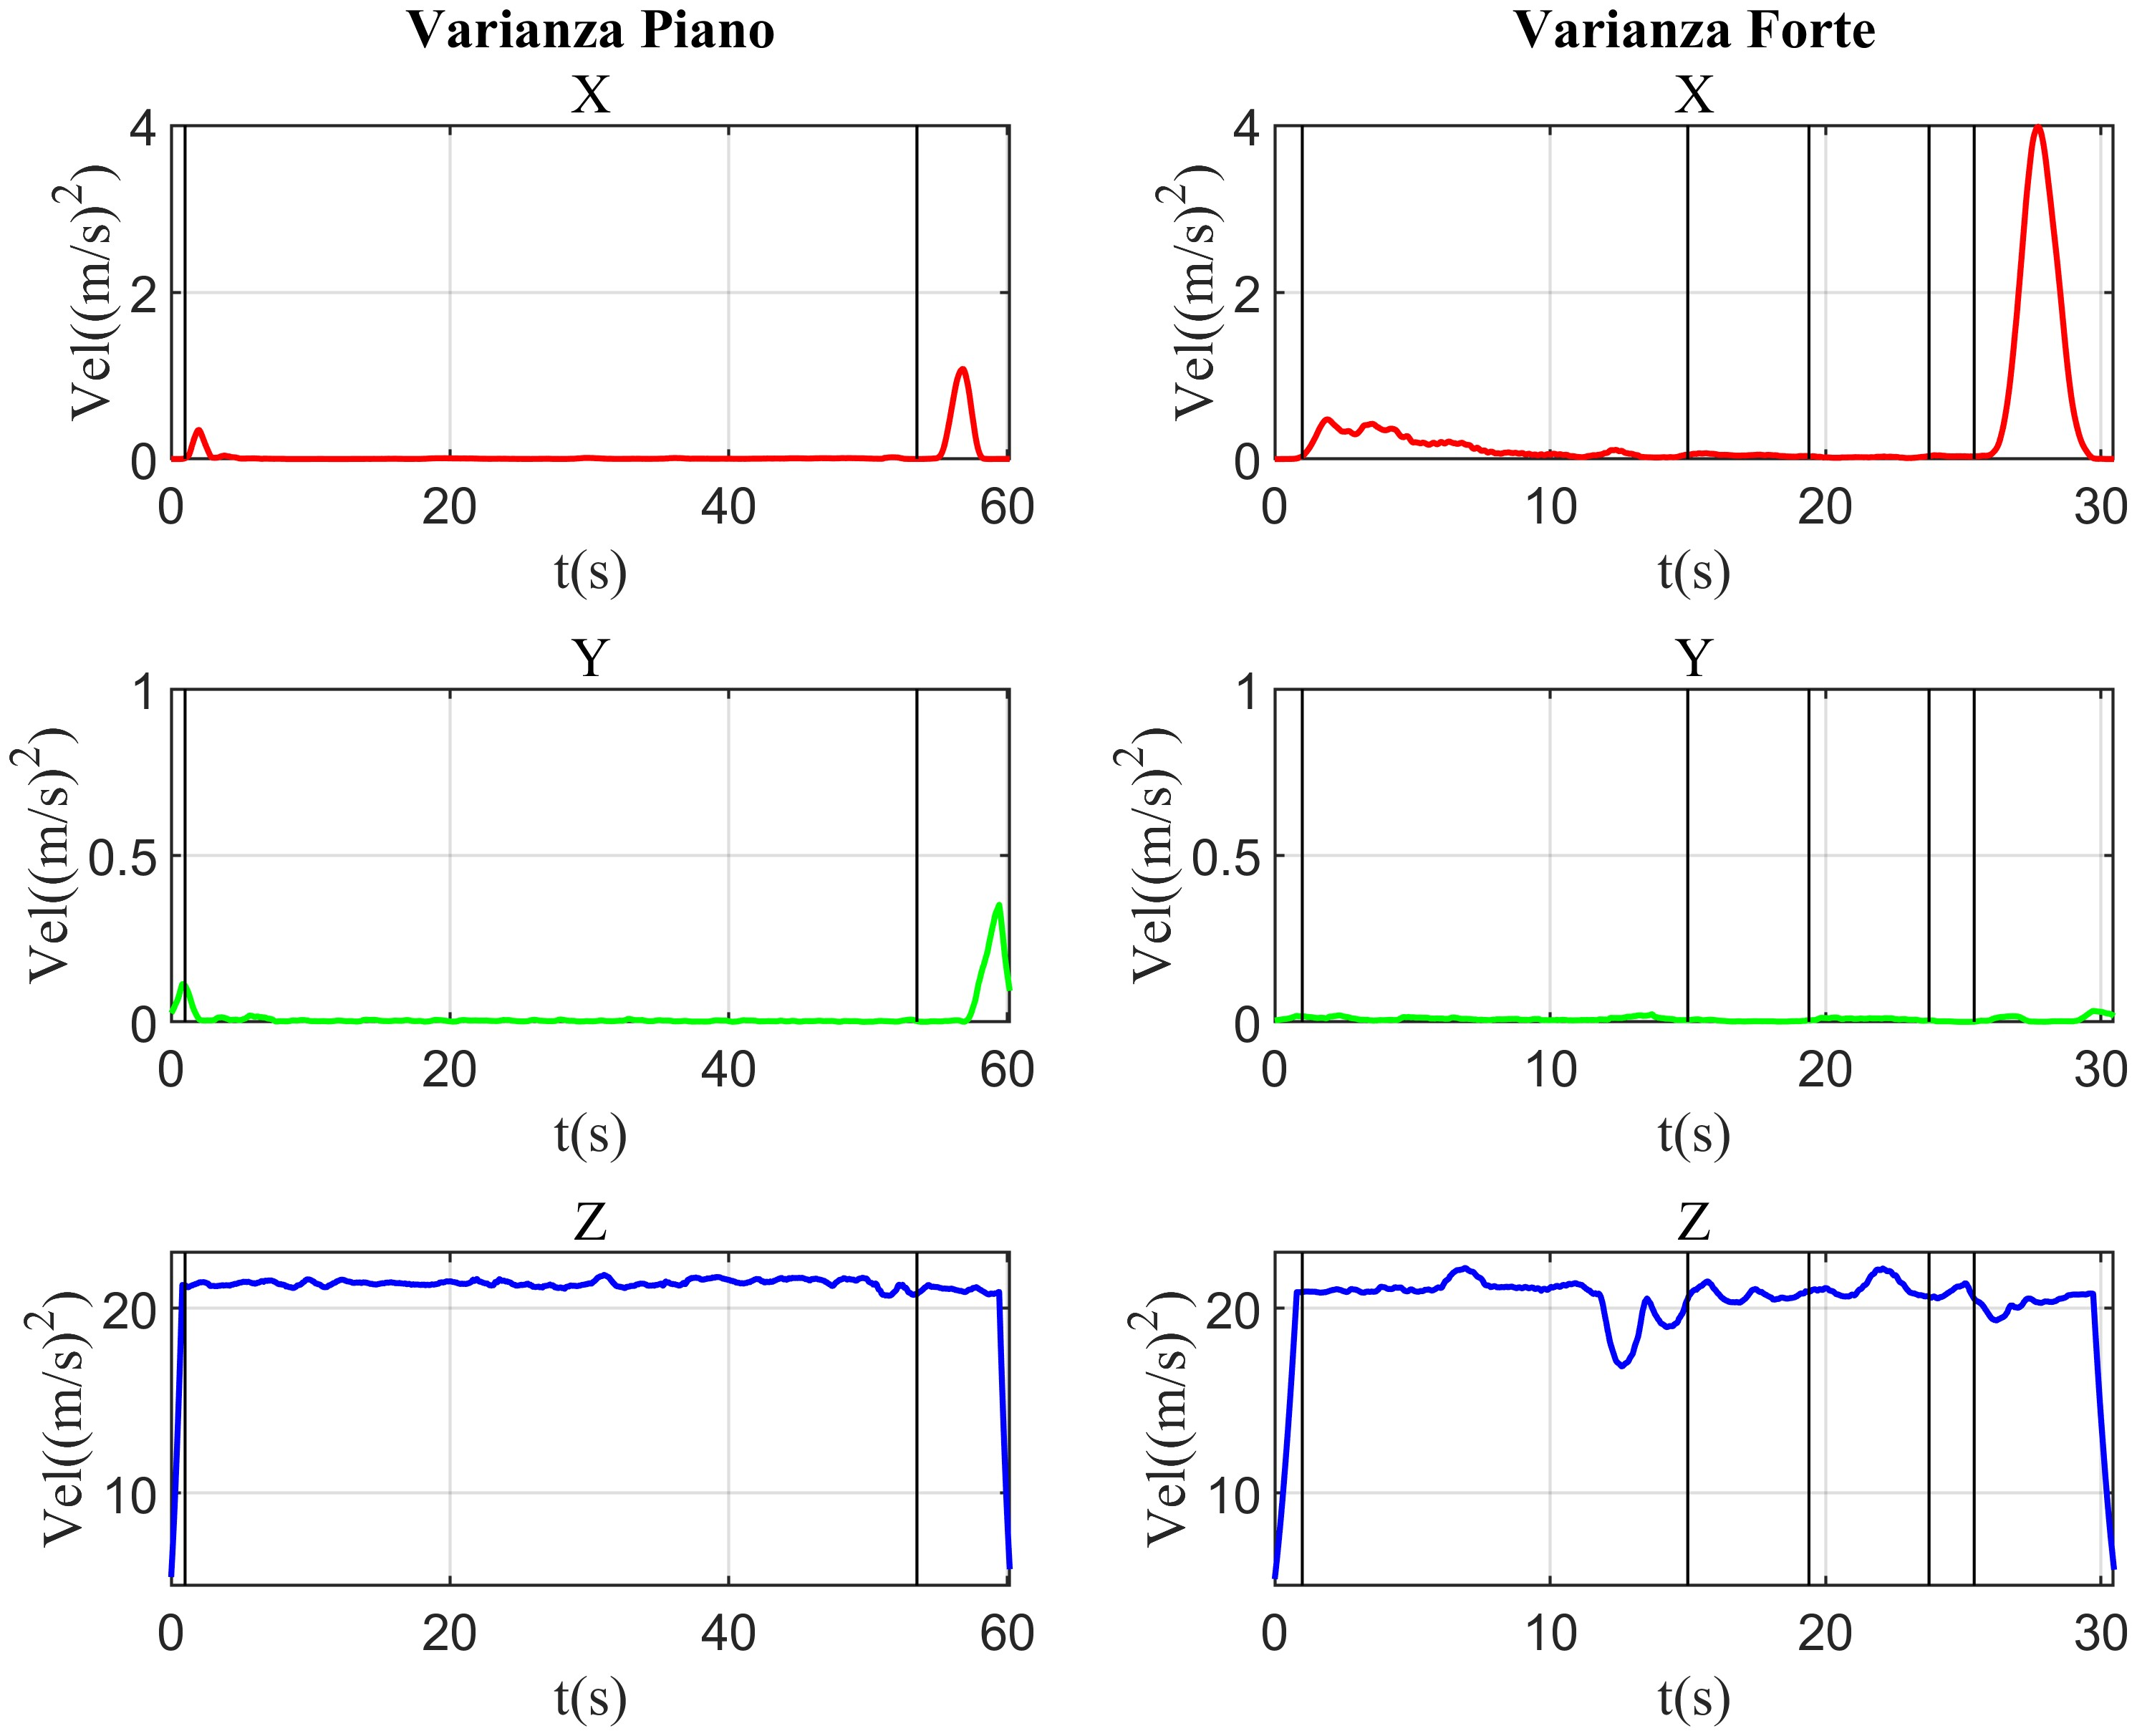 Varianza Piano
X
Vel((m/s)²)
4
2
0
0 20 40 60
t(s)
Varianza Forte
X
Vel((m/s)²)
4
2
0
0 10 20 30
t(s)
Y
Vel((m/s)²)
1
0.5
0
0 20 40 60
t(s)
Y
Vel((m/s)²)
1
0.5
0
0 10 20 30
t(s)
Z
Vel((m/s)²)
20
10
0 20 40 60
t(s)
Z
Vel((m/s)²)
20
10
0 10 20 30
t(s)